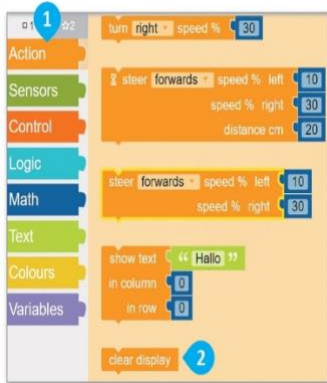 1 ☆2
Action
Sensors
Control
Logic
Math
Text
Colours
Variables
turn right speed % 30
steer forwards speed % left 10
speed % right 30
distance cm 20
steer forwards speed % left 10
speed % right 30
show text “ Hallo ”
in column 0
in row 0
clear display 2